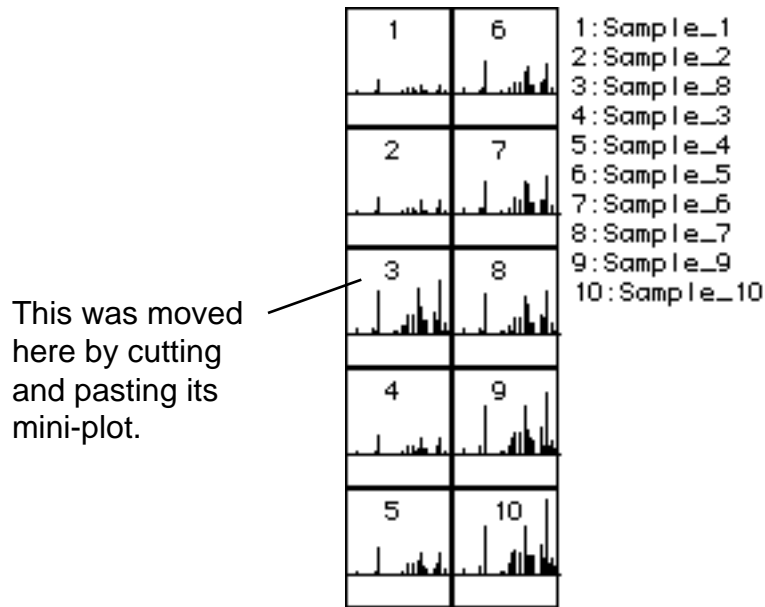 This was moved
here by cutting
and pasting its
mini-plot.
1
6
2
7
3
8
4
9
5
10
1:Sample_1
2:Sample_2
3:Sample_8
4:Sample_3
5:Sample_4
6:Sample_5
7:Sample_6
8:Sample_7
9:Sample_9
10:Sample_10